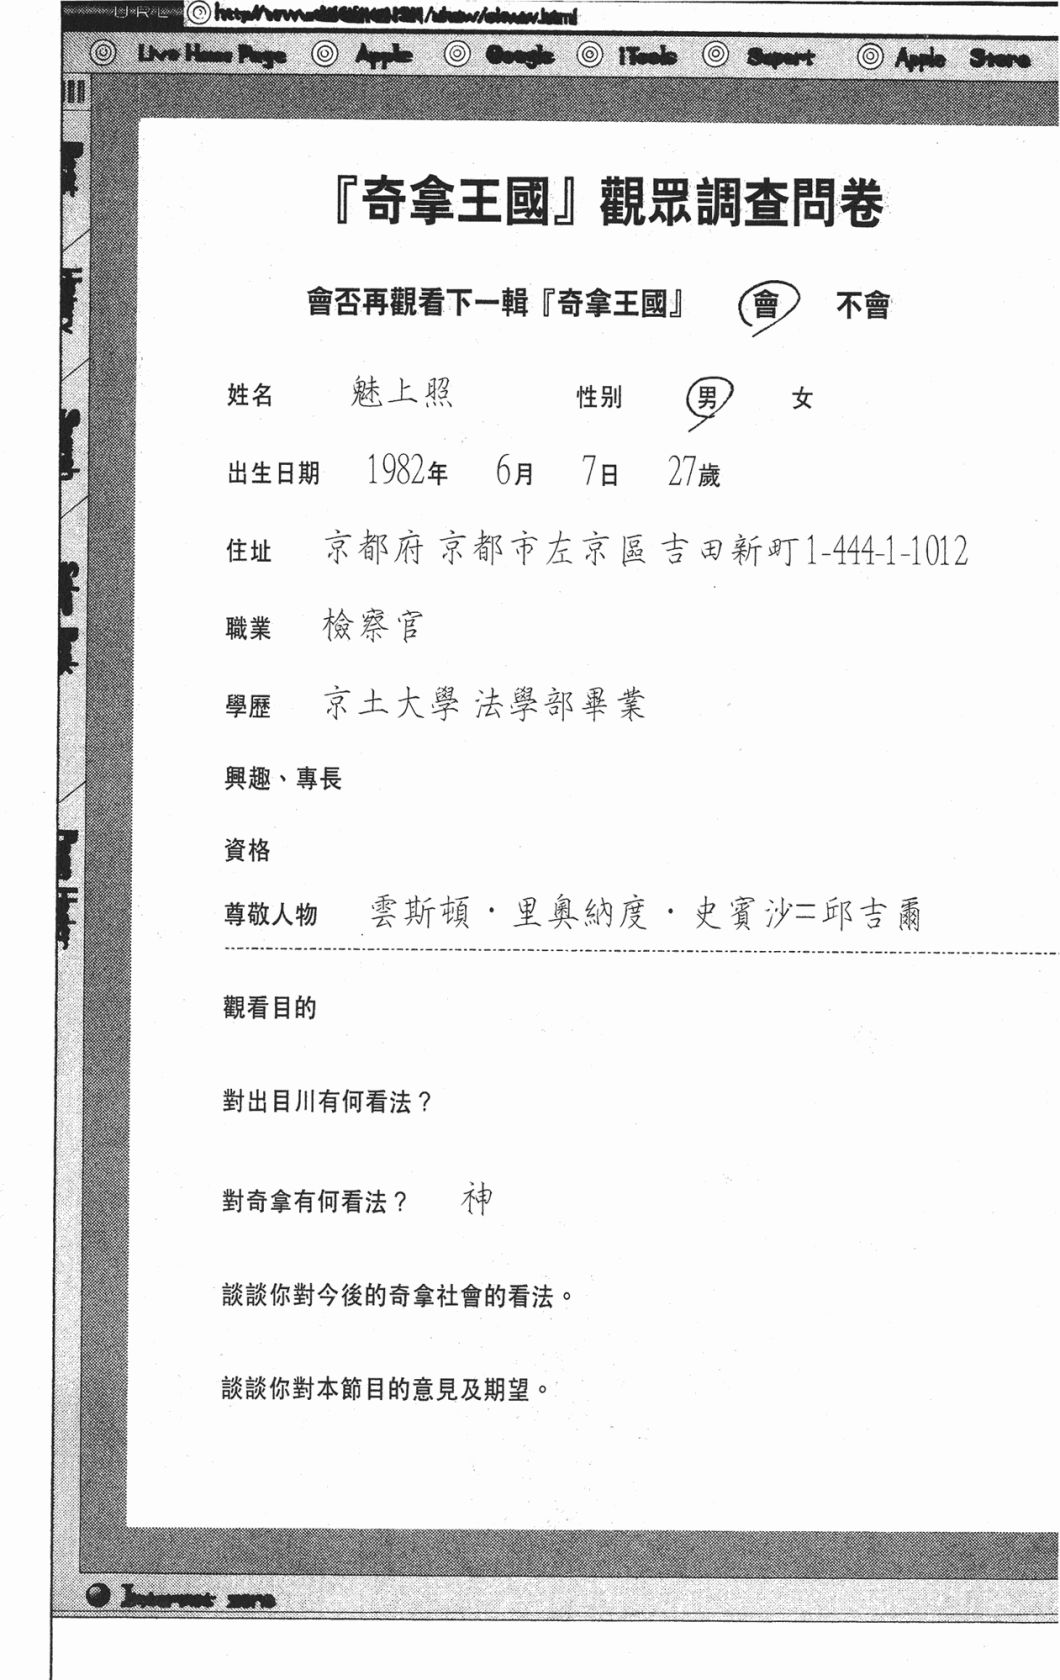 URL
Live Home Page Apple Google iTools Suport Apple Store
『奇拿王國』觀眾調查問卷
會否再觀看下一輯『奇拿王國』 會 不會
姓名 魅上照 性別 男 女
出生日期 1982年 6月 7日 27歲
住址 京都府 京都市左京區 吉田新町1-444-1-1012
職業 檢察官
學歷 京土大學 法學部畢業
興趣、專長
資格
尊敬人物 雲斯頓・里奧納度・史賓沙=邱吉爾
觀看目的
對出目川有何看法？
對奇拿有何看法？ 神
談談你對今後的奇拿社會的看法。
談談你對本節目的意見及期望。
Internet zone